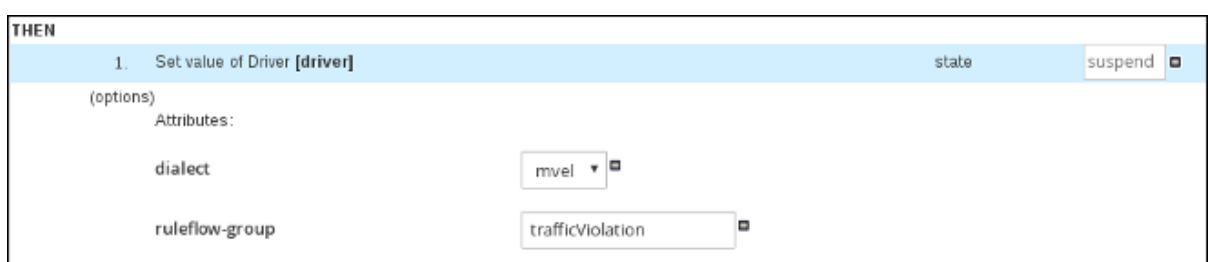 THEN
1. Set value of Driver [driver] state suspend
(options)
Attributes:
dialect mvel
ruleflow-group trafficViolation